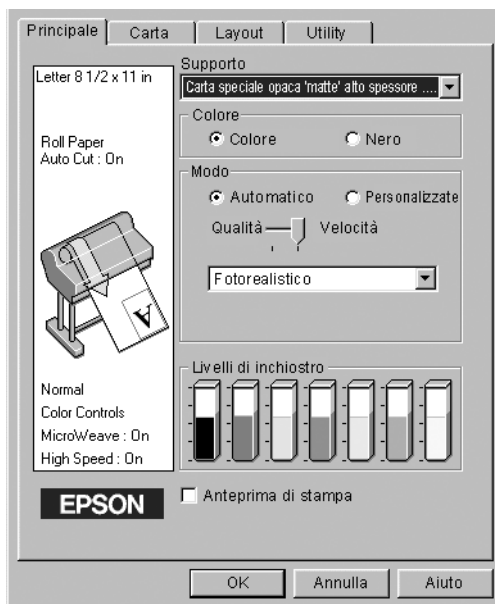 Principale Carta Layout Utility
Letter 8 1/2 x 11 in
Roll Paper
Auto Cut : On
A
Normal
Color Controls
MicroWeave : On
High Speed : On
EPSON
Supporto
Carta speciale opaca 'matte' alto spessore ....
Colore
Colore Nero
Modo
Automatico Personalizzate
Qualità Velocità
Fotorealistico
Livelli di inchiostro
Anteprima di stampa
OK Annulla Aiuto